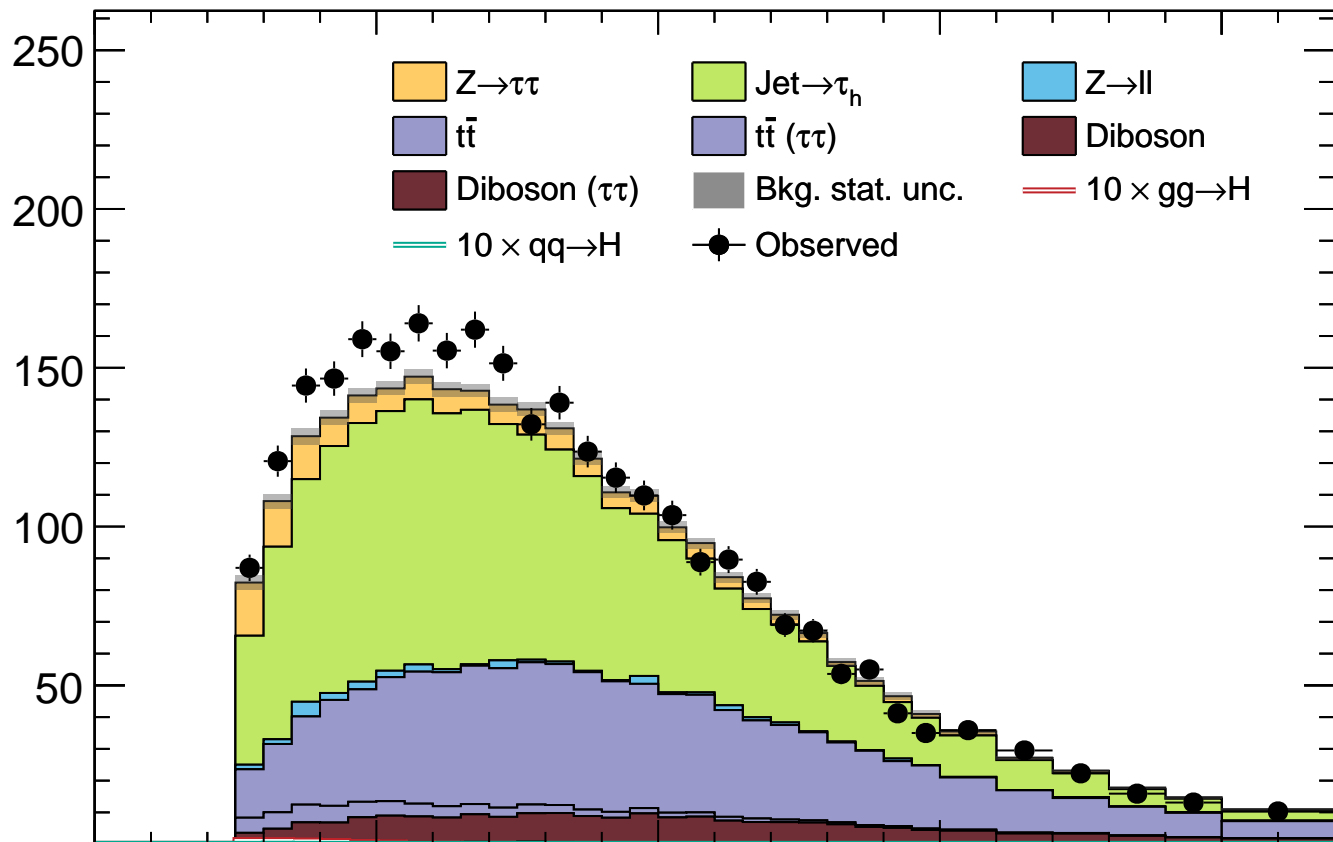 250
Z→ττ Jet→τh Z→ll
tt̄ tt̄ (ττ) Diboson
200
Diboson (ττ) Bkg. stat. unc. 10 × gg→H
10 × qq→H Observed
150
100
50